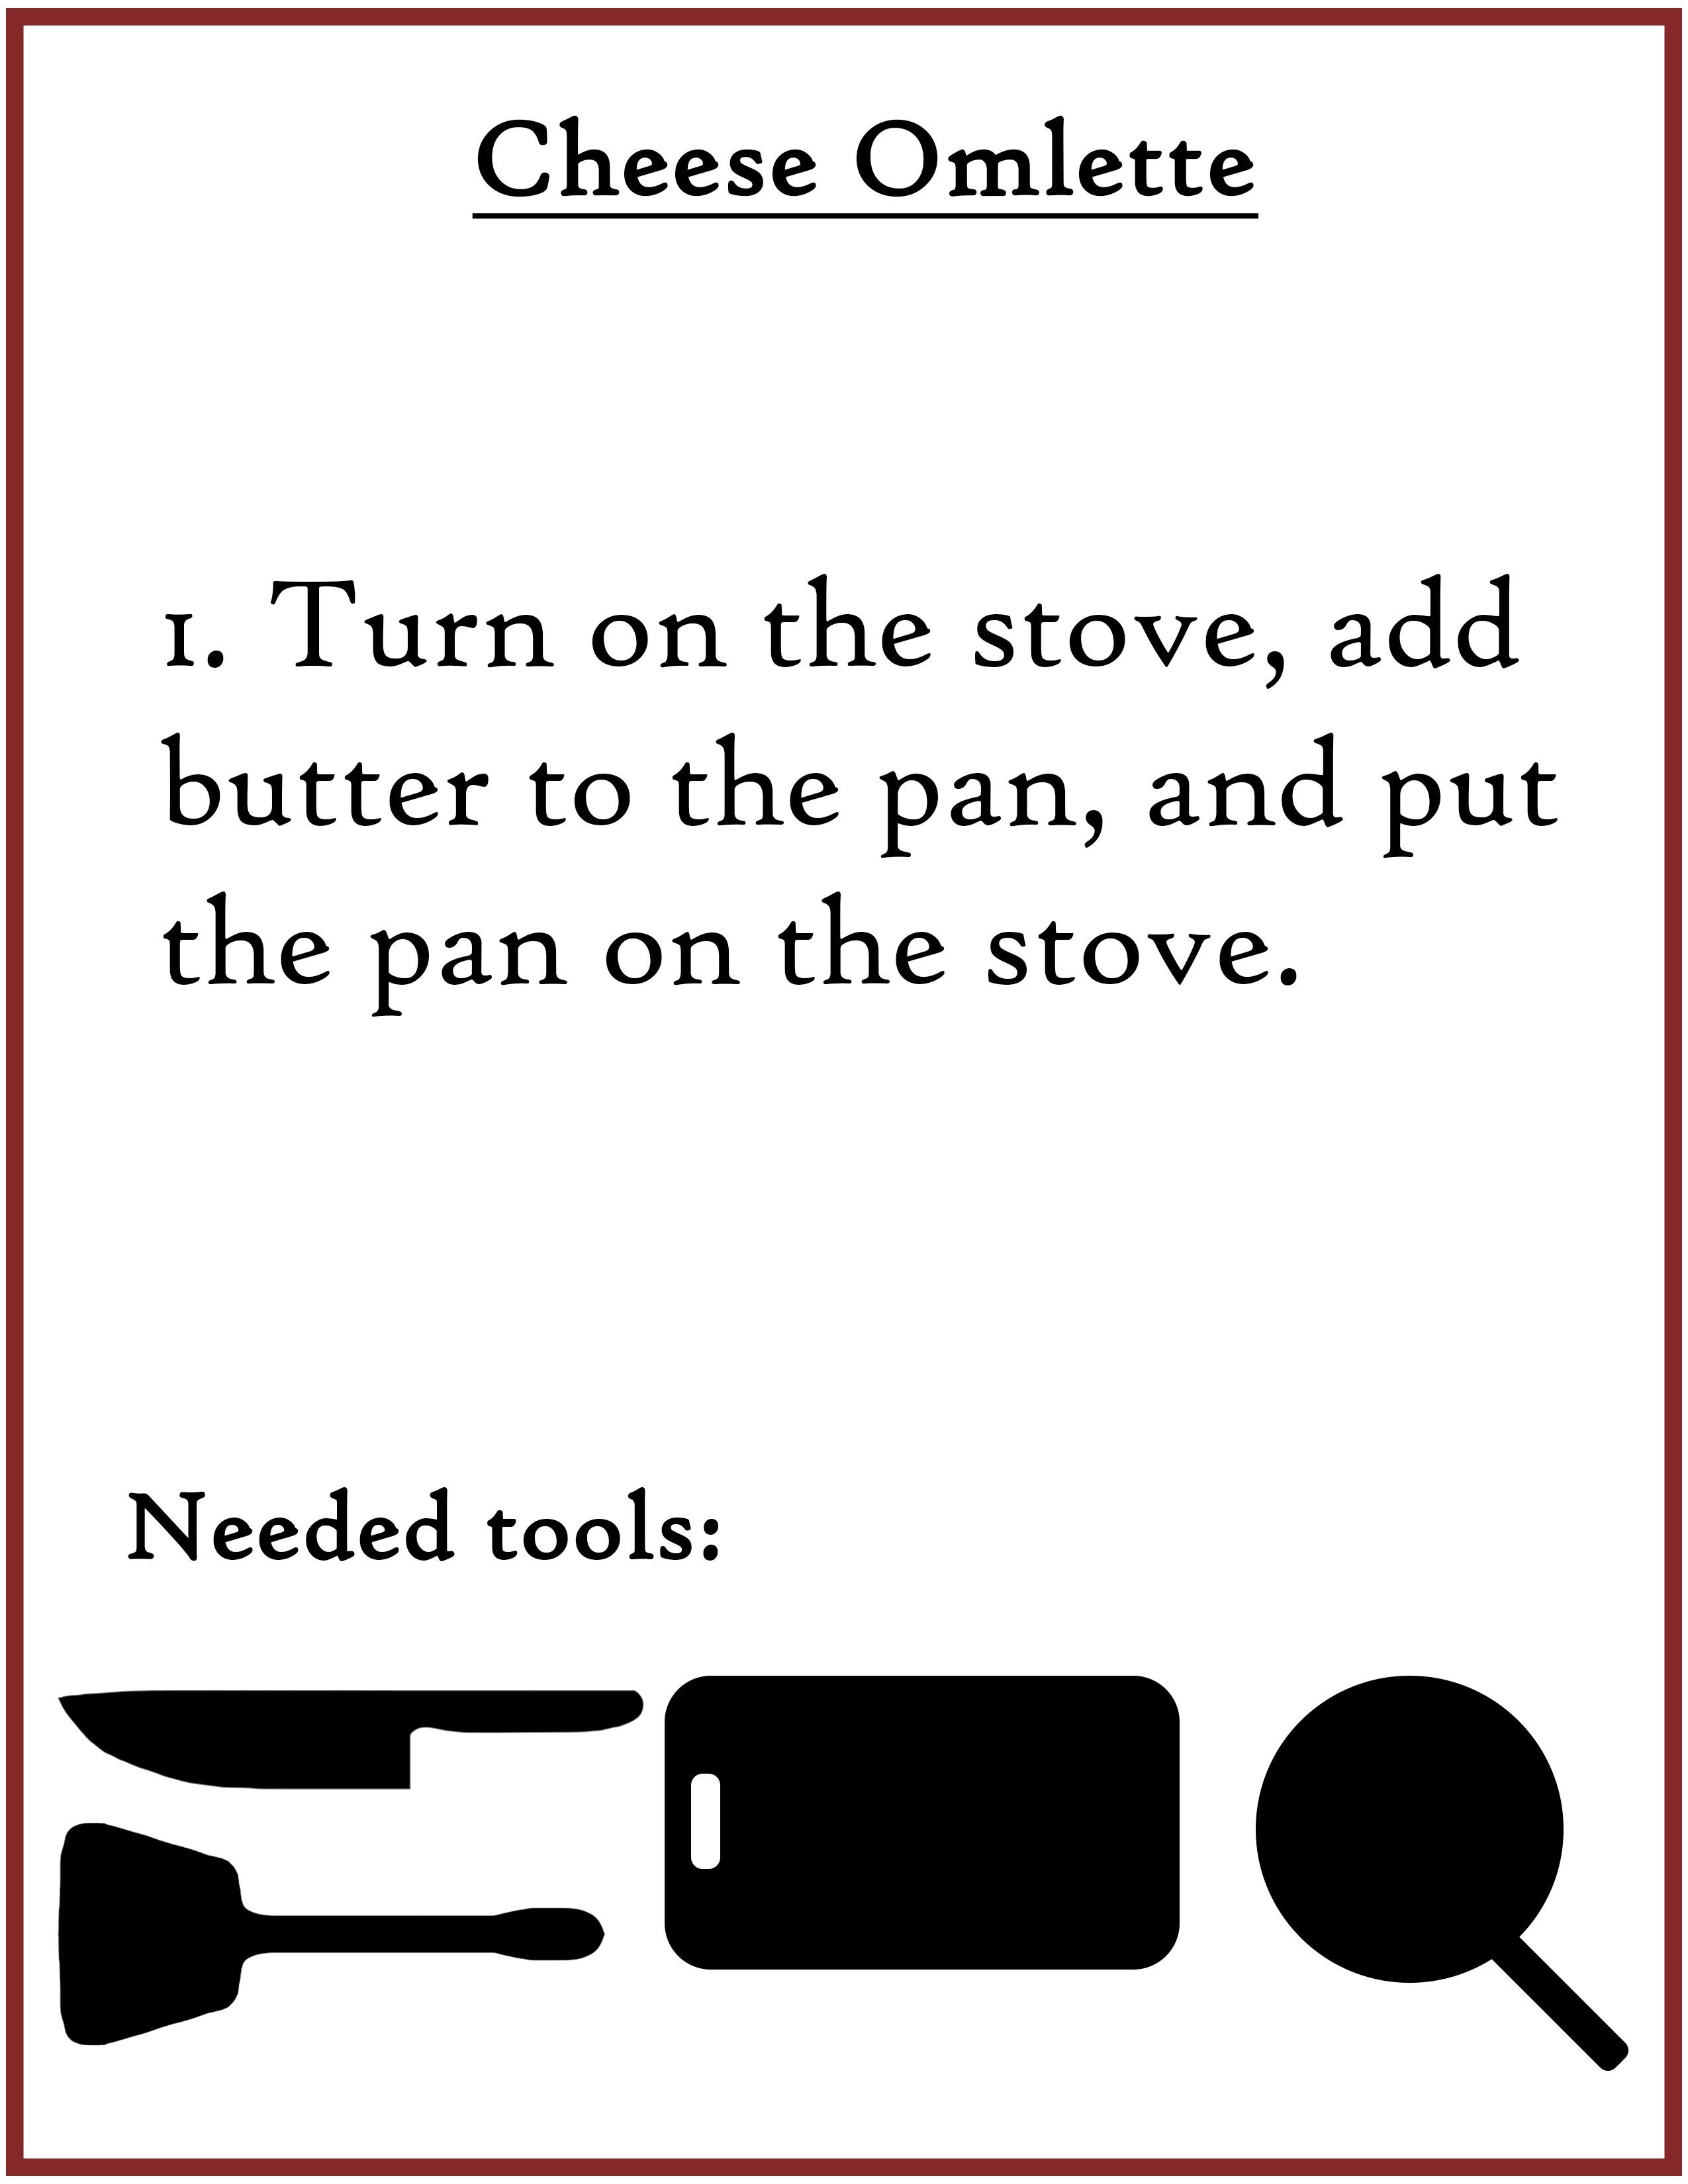 Cheese Omlette
1. Turn on the stove, add
butter to the pan, and put
the pan on the stove.
Needed tools: